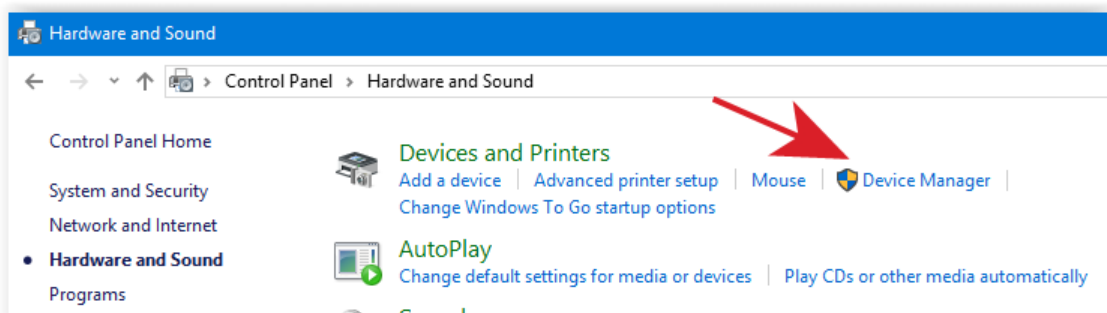 Hardware and Sound
Control Panel > Hardware and Sound
Control Panel Home
System and Security
Network and Internet
Hardware and Sound
Programs
Devices and Printers
Add a device | Advanced printer setup | Mouse | Device Manager |
Change Windows To Go startup options
AutoPlay
Change default settings for media or devices | Play CDs or other media automatically